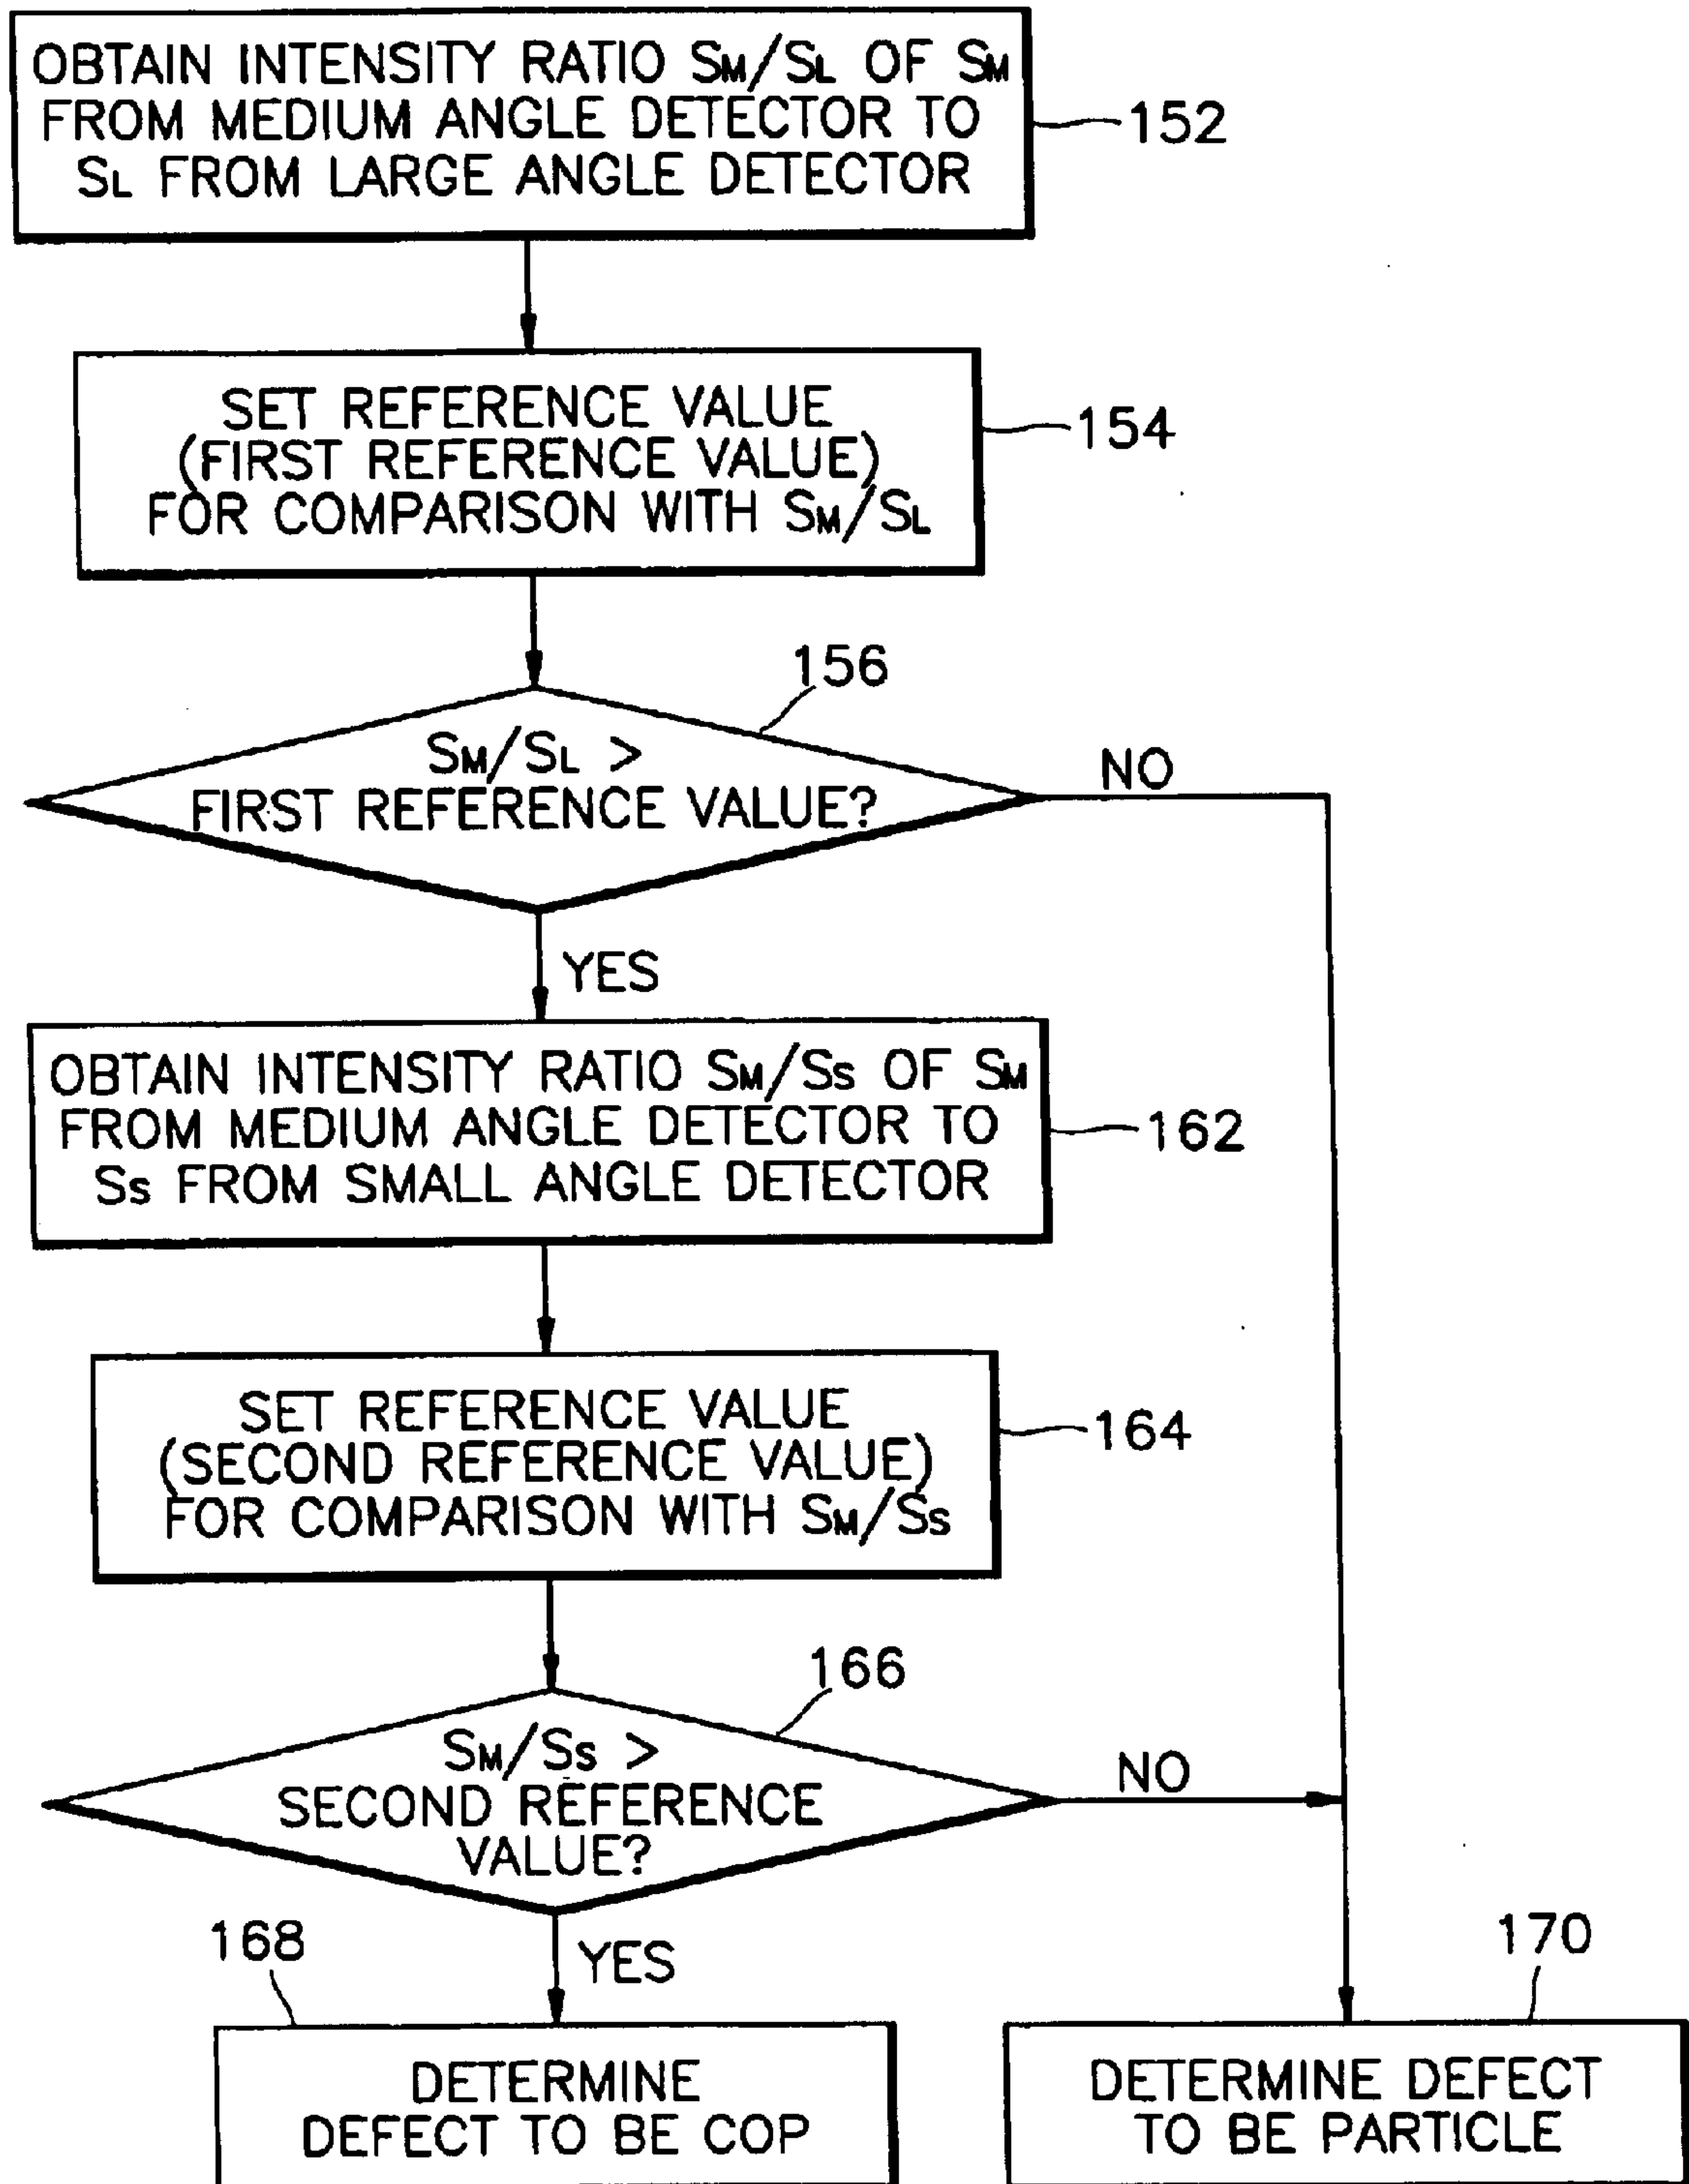 OBTAIN INTENSITY RATIO SM/SL OF SM
FROM MEDIUM ANGLE DETECTOR TO
SL FROM LARGE ANGLE DETECTOR
152
SET REFERENCE VALUE
(FIRST REFERENCE VALUE)
FOR COMPARISON WITH SM/SL
154
156
SM/SL >
FIRST REFERENCE VALUE?
NO
YES
OBTAIN INTENSITY RATIO SM/SS OF SM
FROM MEDIUM ANGLE DETECTOR TO
SS FROM SMALL ANGLE DETECTOR
162
SET REFERENCE VALUE
(SECOND REFERENCE VALUE)
FOR COMPARISON WITH SM/SS
164
166
SM/SS >
SECOND REFERENCE
VALUE?
NO
YES
168
DETERMINE
DEFECT TO BE COP
170
DETERMINE DEFECT
TO BE PARTICLE